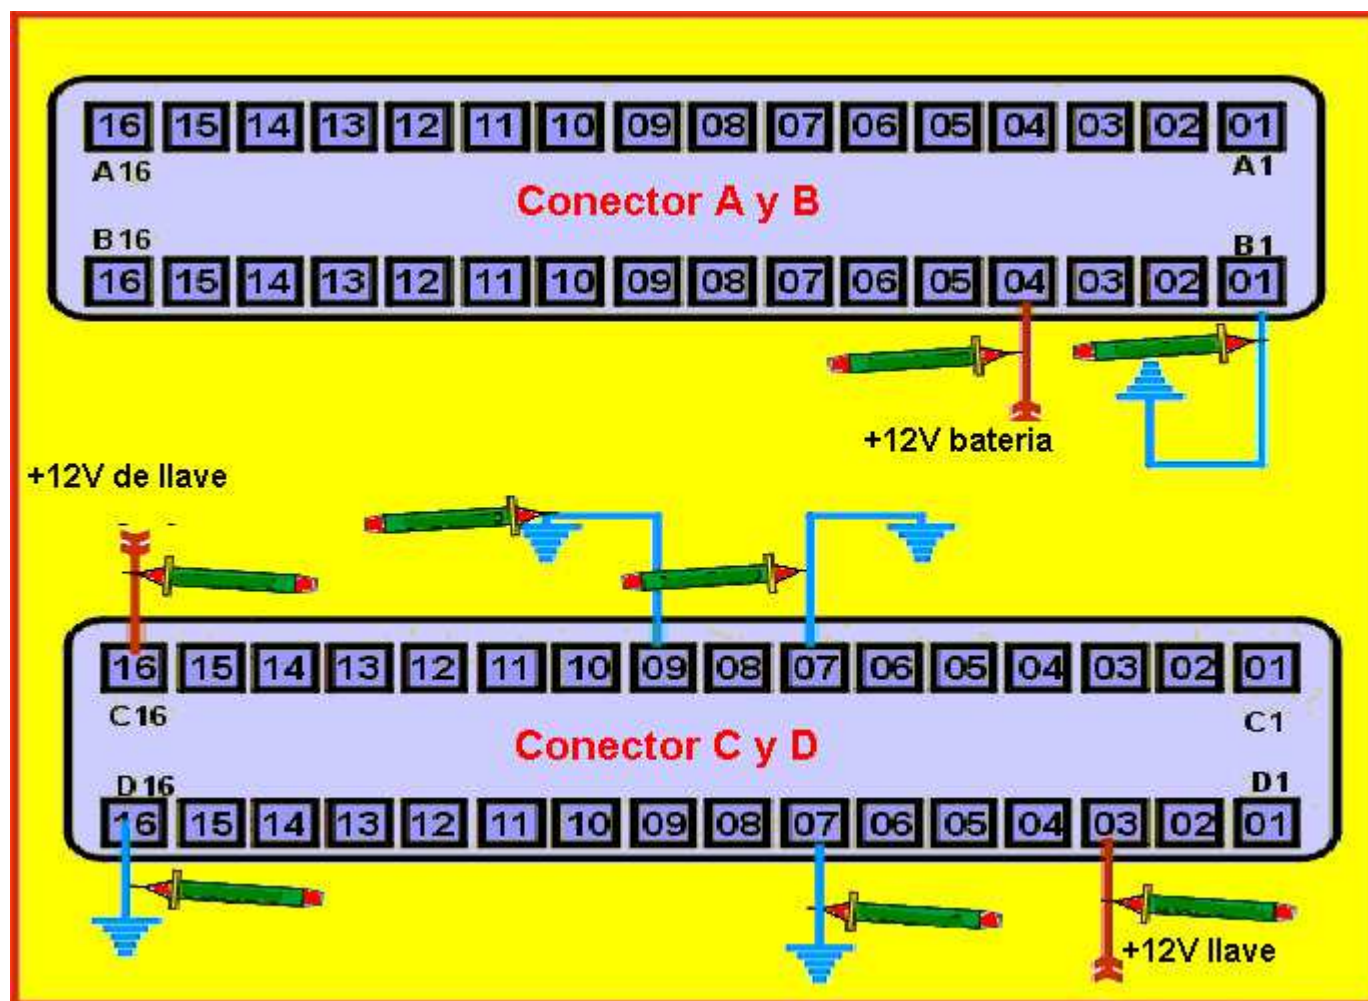 16 15 14 13 12 11 10 09 08 07 06 05 04 03 02 01
A16 A1
Conector A y B
B16 B1
16 15 14 13 12 11 10 09 08 07 06 05 04 03 02 01
+12V bateria
+12V de llave
16 15 14 13 12 11 10 09 08 07 06 05 04 03 02 01
C16 C1
Conector C y D
D16 D1
16 15 14 13 12 11 10 09 08 07 06 05 04 03 02 01
+12V llave